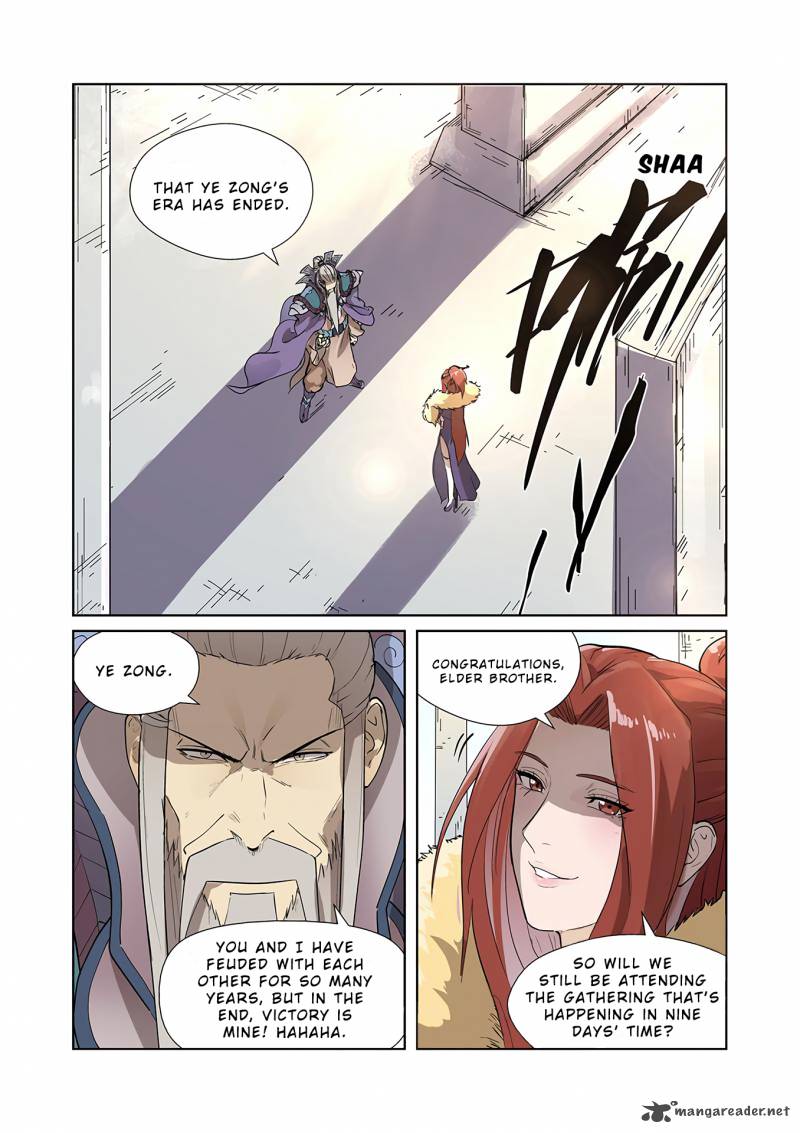 THAT YE ZONG'S
ERA HAS ENDED.
SHAA
YE ZONG.
YOU AND I HAVE
FEUDED WITH EACH
OTHER FOR SO MANY
YEARS, BUT IN THE
END, VICTORY IS
MINE! HAHAHA.
CONGRATULATIONS,
ELDER BROTHER.
SO WILL WE
STILL BE ATTENDING
THE GATHERING THAT'S
HAPPENING IN NINE
DAYS' TIME?
mangareader.net